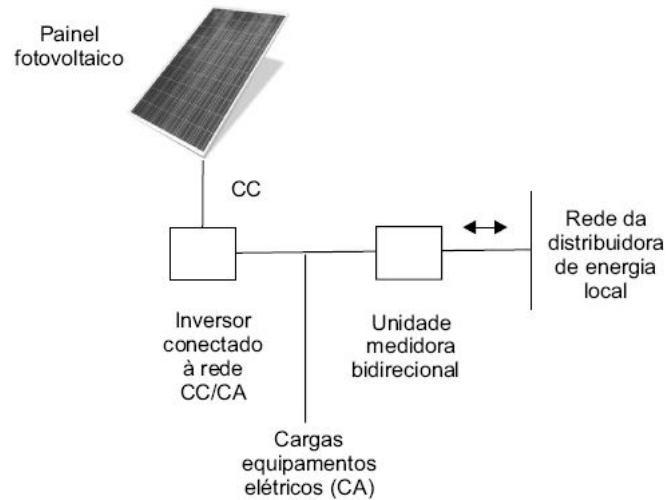 Painel
fotovoltaico
CC
Rede da
distribuidora
de energia
local
Inversor
conectado
à rede
CC/CA
Unidade
medidora
bidirecional
Cargas
equipamentos
elétricos (CA)